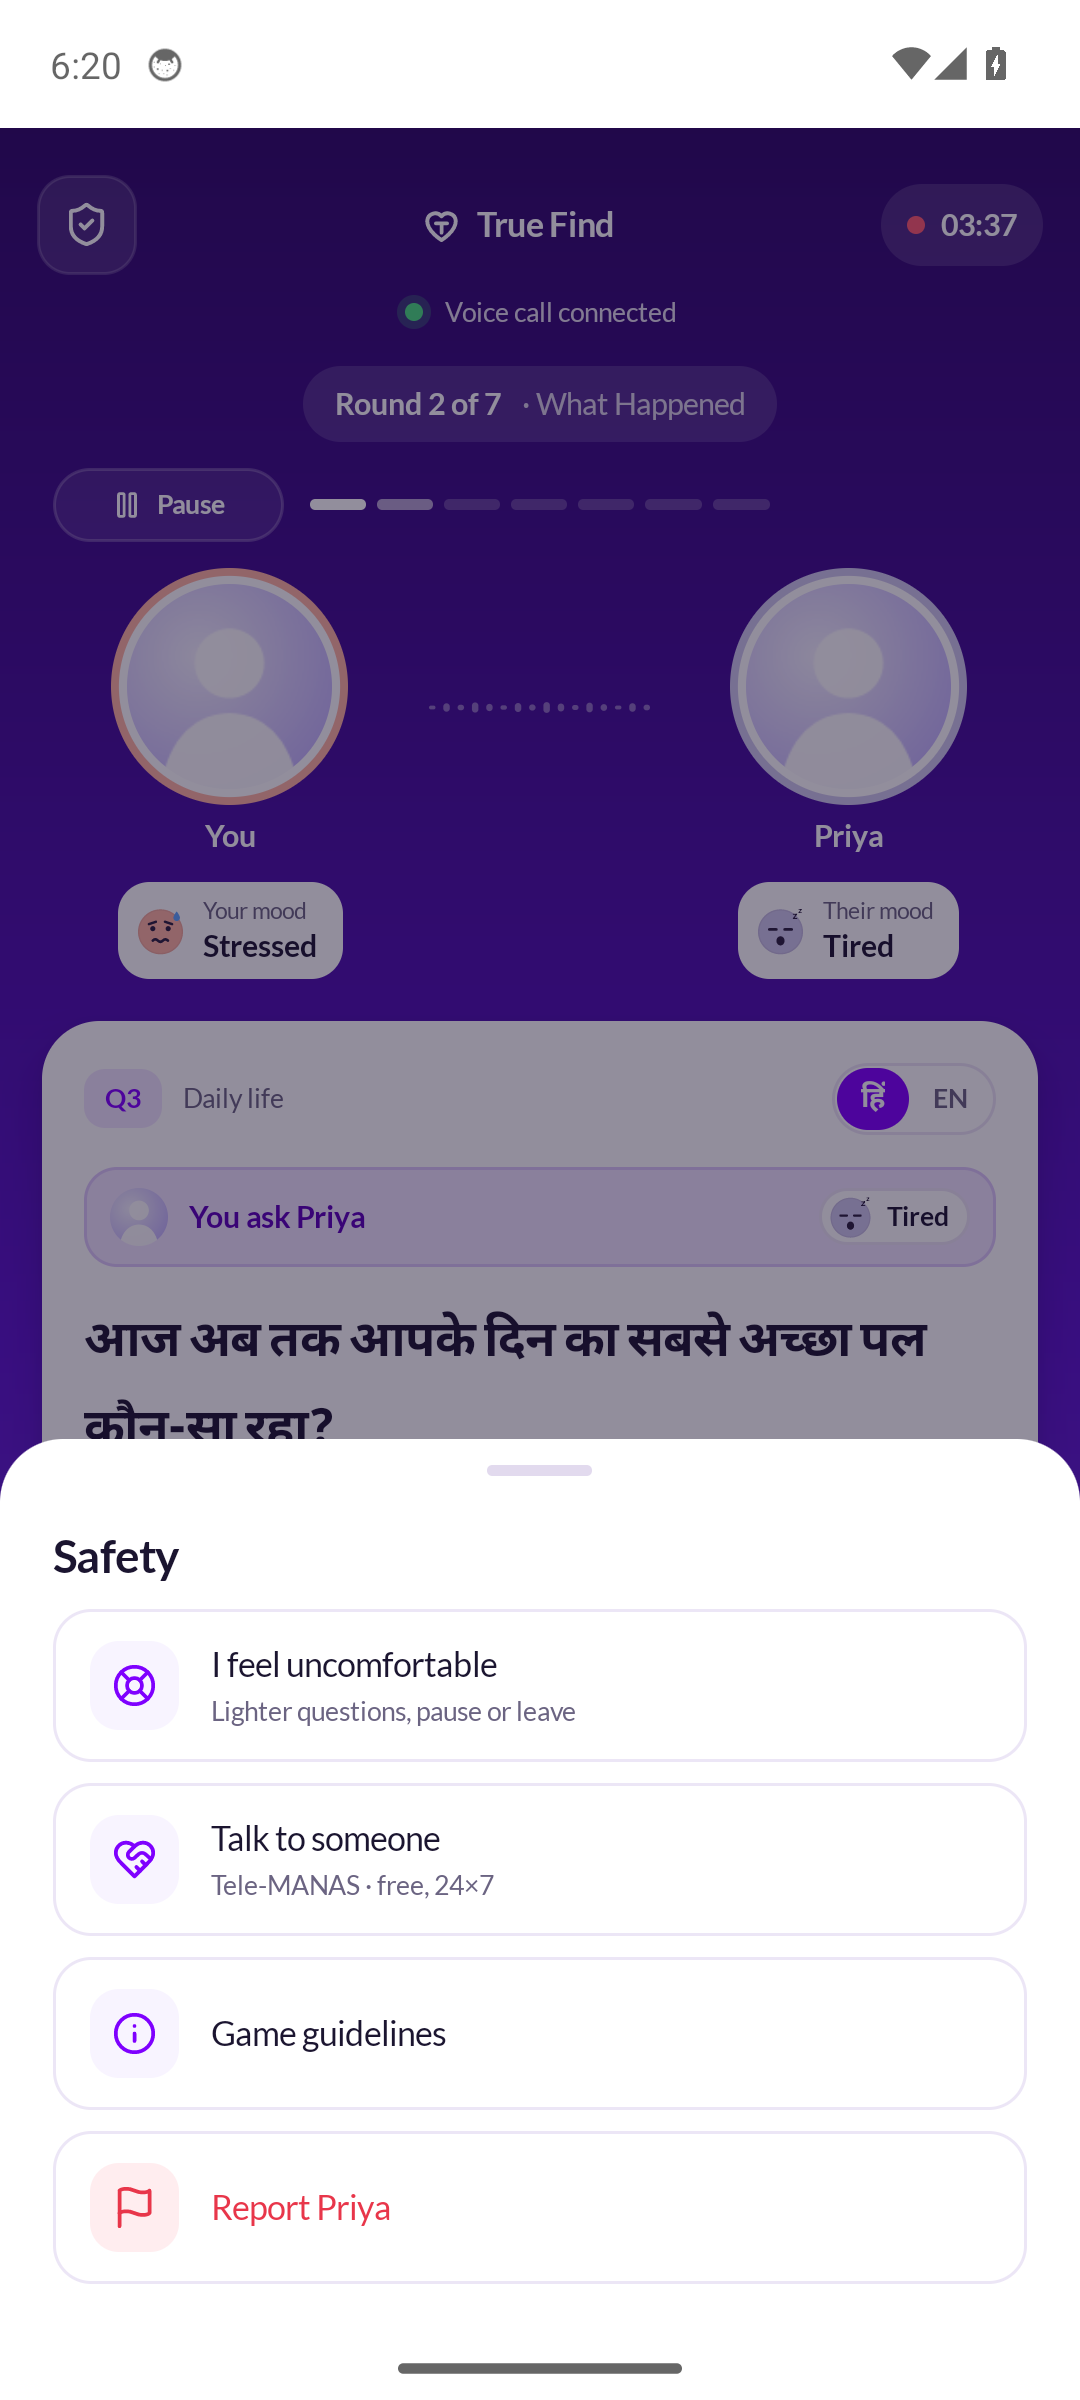 6:20
True Find
03:37
Voice call connected
Round 2 of 7 · What Happened
Pause
You
Priya
Your mood
Stressed
Their mood
Tired
Q3 Daily life
हिं EN
You ask Priya
Tired
आज अब तक आपके दिन का सबसे अच्छा पल
कौन-सा रहा?
Safety
I feel uncomfortable
Lighter questions, pause or leave
Talk to someone
Tele-MANAS · free, 24×7
Game guidelines
Report Priya